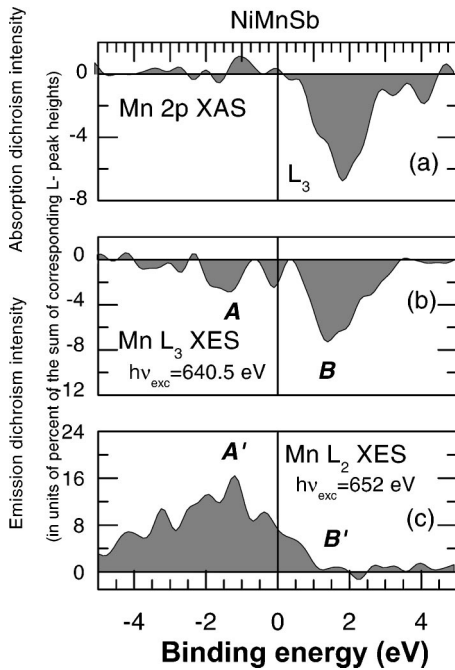 NiMnSb
Absorption dichroism intensity
Emission dichroism intensity
(in units of percent of the sum of corresponding L- peak heights)
0
-4
-8
Mn 2p XAS
L3
(a)
0
-4
-8
12
A
B
Mn L3 XES
hνexc=640.5 eV
(b)
24
16
8
0
A'
B'
Mn L2 XES
hνexc=652 eV
(c)
-4 -2 0 2 4
Binding energy (eV)